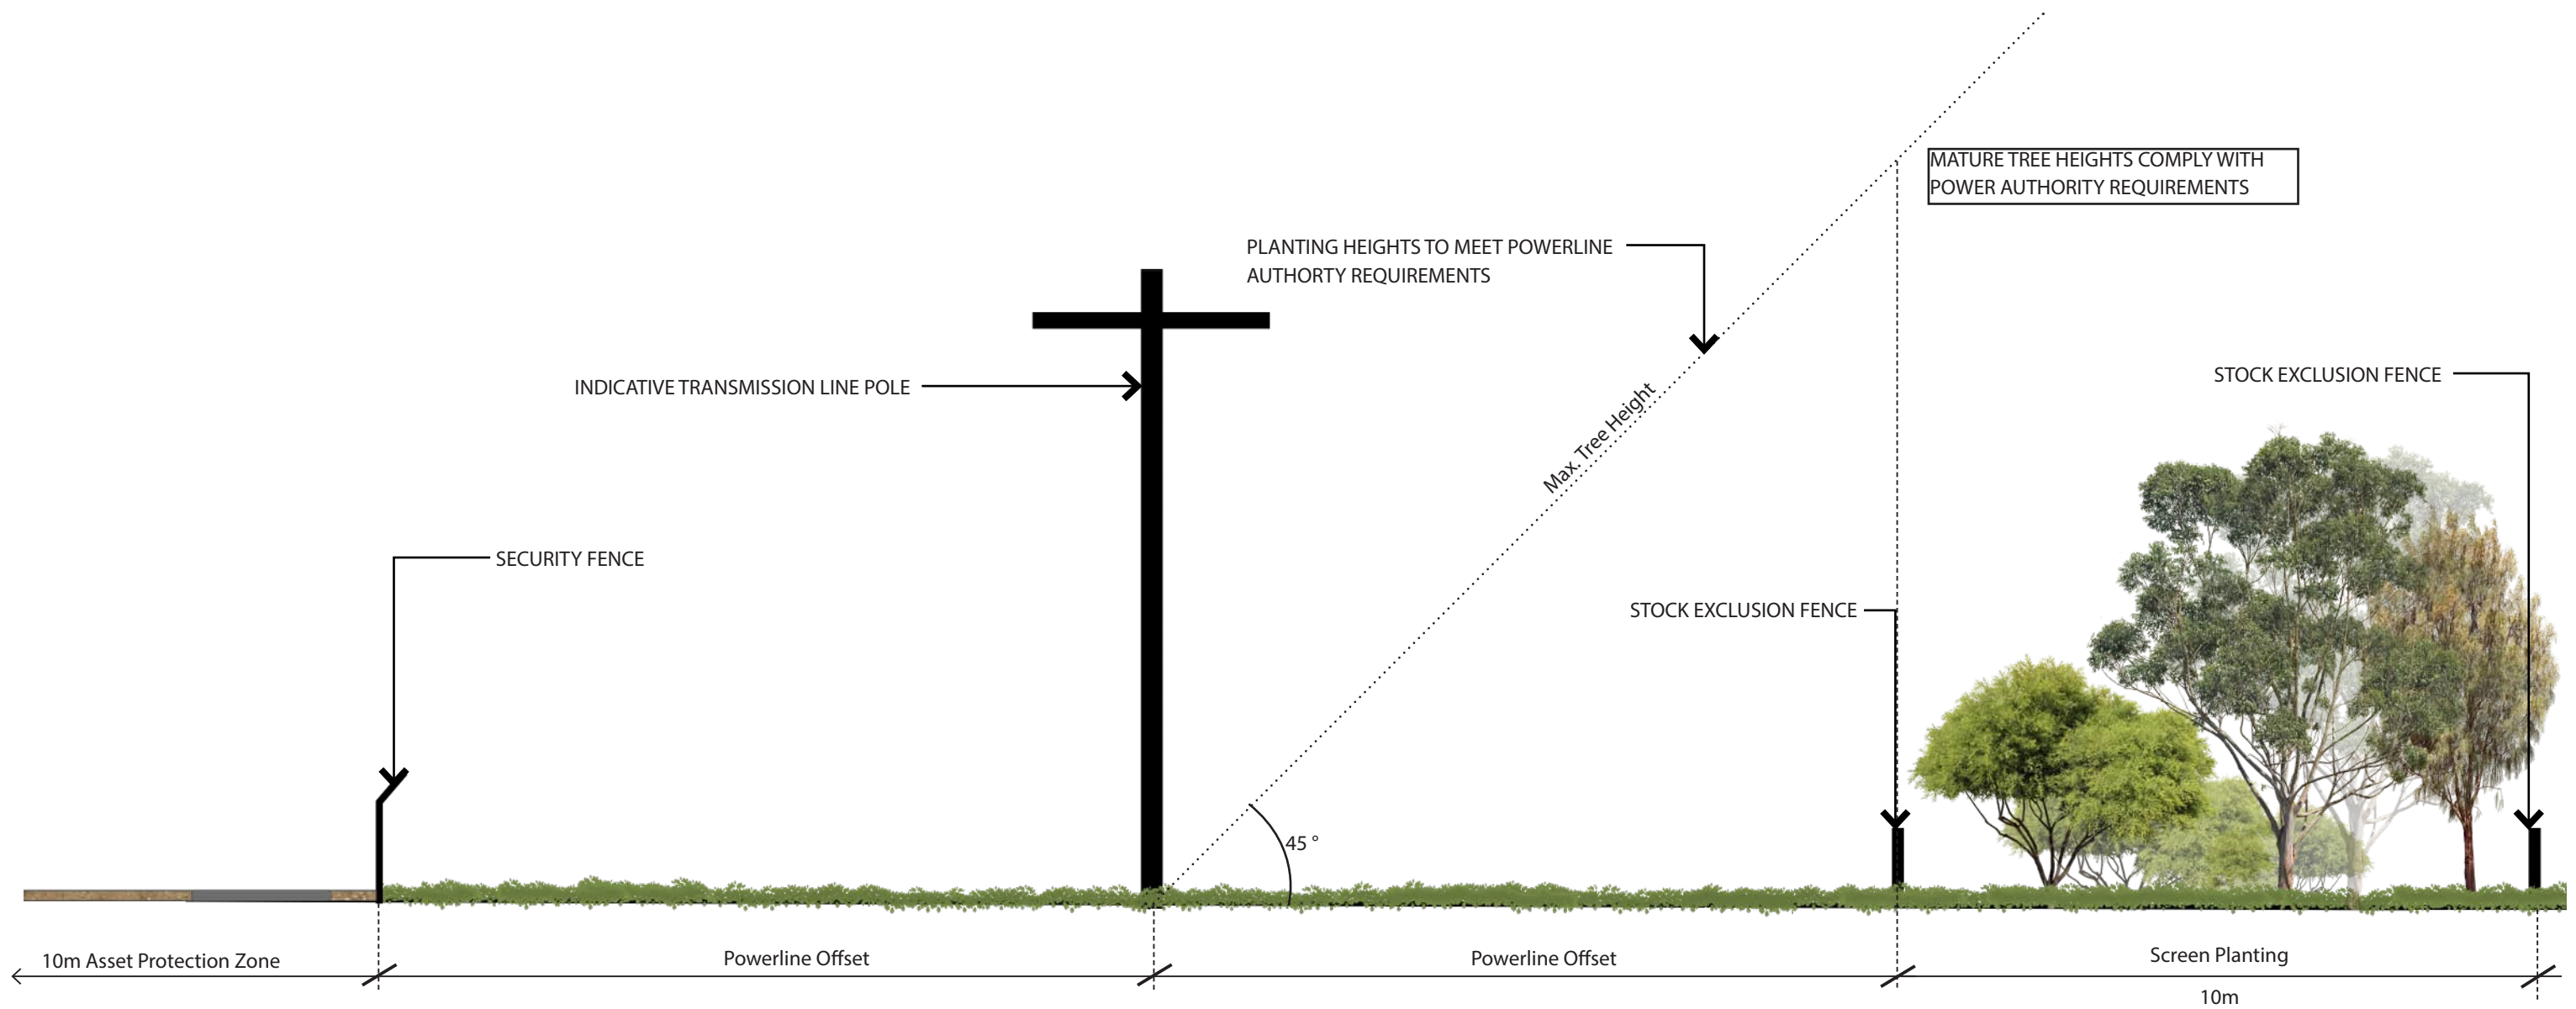 MATURE TREE HEIGHTS COMPLY WITH
POWER AUTHORITY REQUIREMENTS
PLANTING HEIGHTS TO MEET POWERLINE
AUTHORTY REQUIREMENTS
INDICATIVE TRANSMISSION LINE POLE
STOCK EXCLUSION FENCE
Max. Tree Height
SECURITY FENCE
STOCK EXCLUSION FENCE
45 °
10m Asset Protection Zone
Powerline Offset
Powerline Offset
Screen Planting
10m